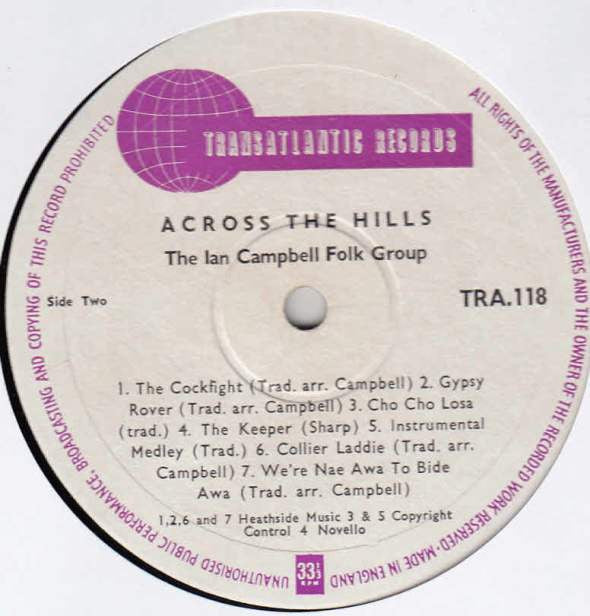 TRANSATLANTIC RECORDS
ACROSS THE HILLS
The Ian Campbell Folk Group
Side Two
TRA.118
1. The Cockfight (Trad. arr. Campbell) 2. Gypsy
Rover (Trad. arr. Campbell) 3. Cho Cho Losa
(trad.) 4. The Keeper (Sharp) 5. Instrumental
Medley (Trad.) 6. Collier Laddie (Trad. arr.
Campbell) 7. We're Nae Awa To Bide
Awa (Trad. arr. Campbell)
1,2,6 and 7 Heathside Music 3 & 5 Copyright
Control 4 Novello
33⅓
RPM
ALL RIGHTS OF THE MANUFACTURERS AND THE OWNER OF THE RECORDED WORK RESERVED·MADE IN ENGLAND
UNAUTHORISED PUBLIC PERFORMANCE, BROADCASTING AND COPYING OF THIS RECORD PROHIBITED